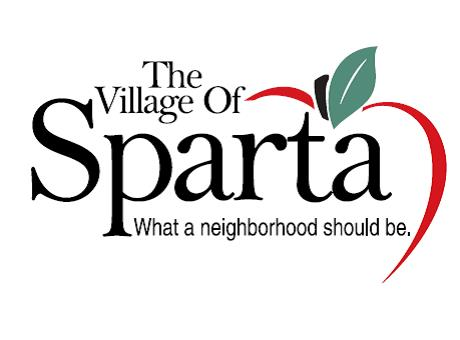 The
Village Of
Sparta
What a neighborhood should be.